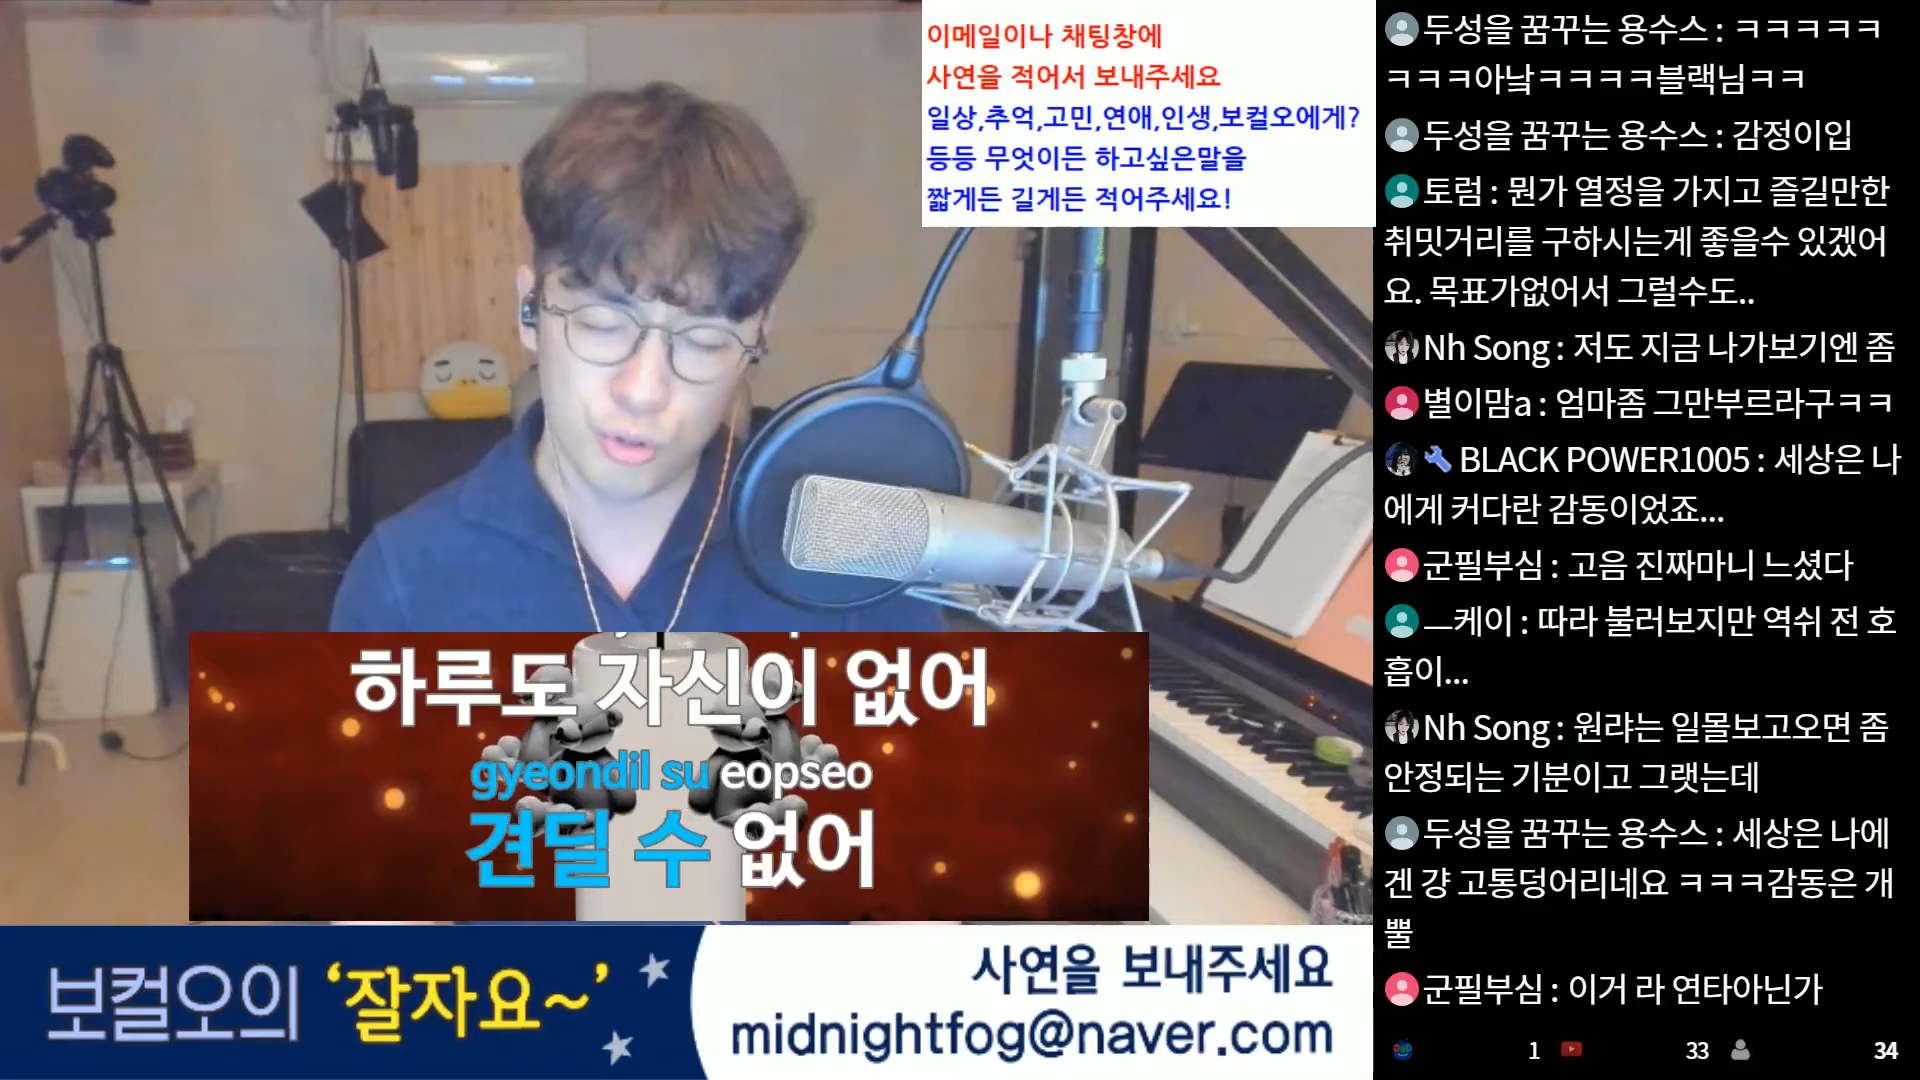 이메일이나 채팅창에
사연을 적어서 보내주세요
일상,추억,고민,연애,인생,보컬오에게?
등등 무엇이든 하고싶은말을
짧게든 길게든 적어주세요!
하루도 자신이 없어
gyeondil su eopseo
견딜 수 없어
보컬오의 ‘잘자요~’
사연을 보내주세요
midnightfog@naver.com
두성을 꿈꾸는 용수스 : ㅋㅋㅋㅋㅋ
ㅋㅋㅋ아낰ㅋㅋㅋㅋ블랙님ㅋㅋ
두성을 꿈꾸는 용수스 : 감정이입
토럼 : 뭔가 열정을 가지고 즐길만한
취밋거리를 구하시는게 좋을수 있겠어
요. 목표가없어서 그럴수도..
Nh Song : 저도 지금 나가보기엔 좀
별이맘a : 엄마좀 그만부르라구ㅋㅋ
BLACK POWER1005 : 세상은 나
에게 커다란 감동이었죠...
군필부심 : 고음 진짜마니 느셨다
ㅡ케이 : 따라 불러보지만 역쉬 전 호
흡이...
Nh Song : 원랴는 일몰보고오면 좀
안정되는 기분이고 그랫는데
두성을 꿈꾸는 용수스 : 세상은 나에
겐 걍 고통덩어리네요 ㅋㅋㅋ감동은 개
뿔
군필부심 : 이거 라 연타아닌가
1 33 34